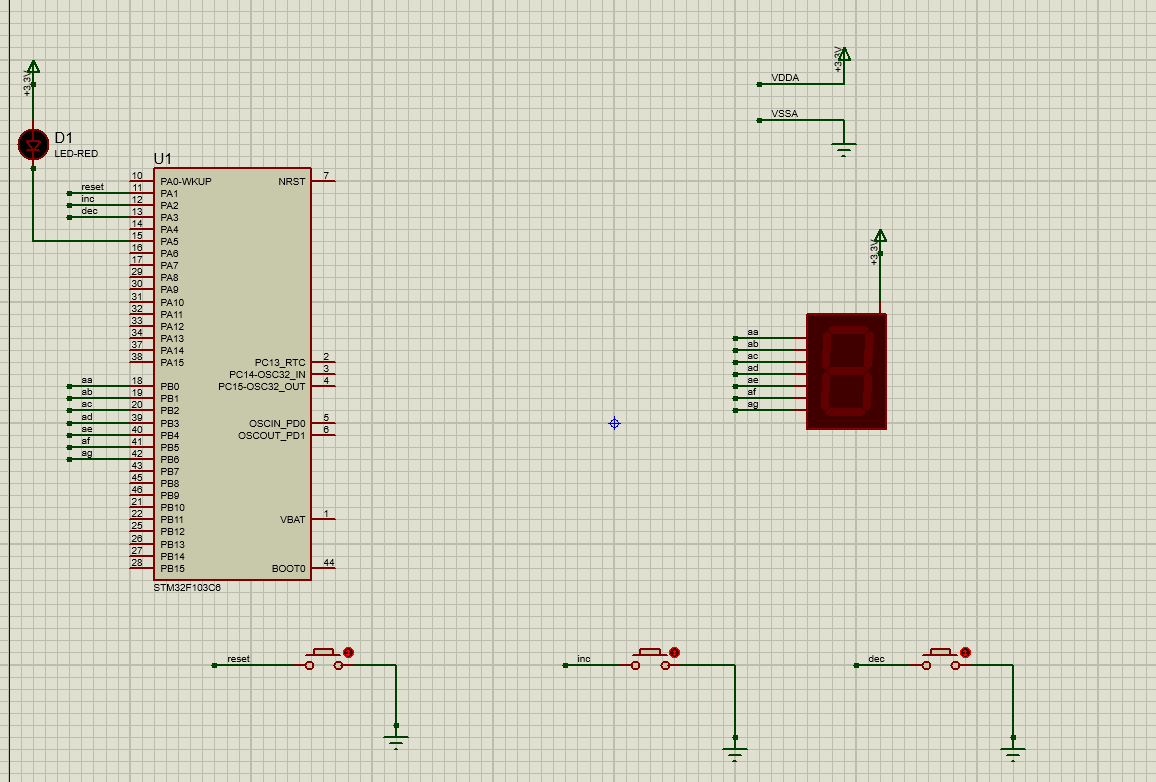 +3.3V
D1
LED-RED
+3.3V
VDDA
VSSA
U1
reset
inc
dec
10 PA0-WKUP
11 PA1
12 PA2
13 PA3
14 PA4
15 PA5
16 PA6
17 PA7
29 PA8
30 PA9
31 PA10
32 PA11
33 PA12
34 PA13
37 PA14
38 PA15
aa
ab
ac
ad
ae
af
ag
18 PB0
19 PB1
20 PB2
39 PB3
40 PB4
41 PB5
42 PB6
43 PB7
45 PB8
46 PB9
21 PB10
22 PB11
25 PB12
26 PB13
27 PB14
28 PB15
NRST 7
PC13_RTC 2
PC14-OSC32_IN 3
PC15-OSC32_OUT 4
OSCIN_PD0 5
OSCOUT_PD1 6
VBAT 1
BOOT0 44
STM32F103C6
+3.3V
aa
ab
ac
ad
ae
af
ag
reset
inc
dec